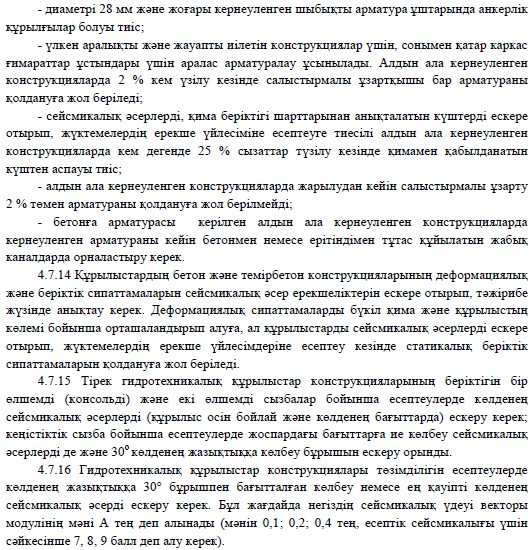 - диаметрі 28 мм және жоғары кернеуленген шыбықты арматура ұштарында анкерлік
құрылғылар болуы тиіс;
- үлкен аралықты және жауапты иілетін конструкциялар үшін, сонымен қатар каркас
ғимараттар ұстындары үшін аралас арматуралау ұсынылады. Алдын ала кернеуленген
конструкцияларда 2 % кем үзілу кезінде салыстырмалы ұзартқышы бар арматураны
қолдануға жол беріледі;
- сейсмикалық әсерлерді, қима беріктігі шарттарынан анықталатын күштерді ескере
отырып, жүктемелердің ерекше үйлесіміне есептеуге тиесілі алдын ала кернеуленген
конструкцияларда кем дегенде 25 % сызаттар түзілу кезінде қимамен қабылданатын
күштен аспауы тиіс;
- алдын ала кернеуленген конструкцияларда жарылудан кейін салыстырмалы ұзарту
2 % төмен арматураны қолдануға жол берілмейді;
- бетонға арматурасы керілген алдын ала кернеуленген конструкцияларда
кернеуленген арматураны кейін бетонмен немесе ерітіндімен тұтас құйылатын жабық
каналдарда орналастыру керек.
4.7.14 Құрылыстардың бетон және темірбетон конструкцияларының деформациялық
және беріктік сипаттамаларын сейсмикалық әсер ерекшеліктерін ескере отырып, тәжірибе
жүзінде анықтау керек. Деформациялық сипаттамаларды бүкіл қима және құрылыстың
көлемі бойынша орташаландырып алуға, ал құрылыстарды сейсмикалық әсерлерді ескере
отырып, жүктемелердің ерекше үйлесімдеріне есептеу кезінде статикалық беріктік
сипаттамаларын қолдануға жол беріледі.
4.7.15 Тірек гидротехникалық құрылыстар конструкцияларының беріктігін бір
өлшемді (консольді) және екі өлшемді сызбалар бойынша есептеулерде көлденең
сейсмикалық әсерлерді (құрылыс осін бойлай және көлденең бағыттарда) ескеру керек;
кеңістіктік сызба бойынша есептеулерде жоспардағы бағыттарға ие көлбеу сейсмикалық
әсерлерді де және 30⁰ көлденең жазықтыққа көлбеу бұрышын ескеру орынды.
4.7.16 Гидротехникалық құрылыстар конструкциялары төзімділігін есептеулерде
көлденең жазықтыққа 30° бұрышпен бағытталған көлбеу немесе ең қауіпті көлденең
сейсмикалық әсерді ескеру керек. Бұл жағдайда негіздің сейсмикалық үдеуі векторы
модулінің мәні А тең деп алынады (мәнін 0,1; 0,2; 0,4 тең, есептік сейсмикалығы үшін
сәйкесінше 7, 8, 9 балл деп алу керек).